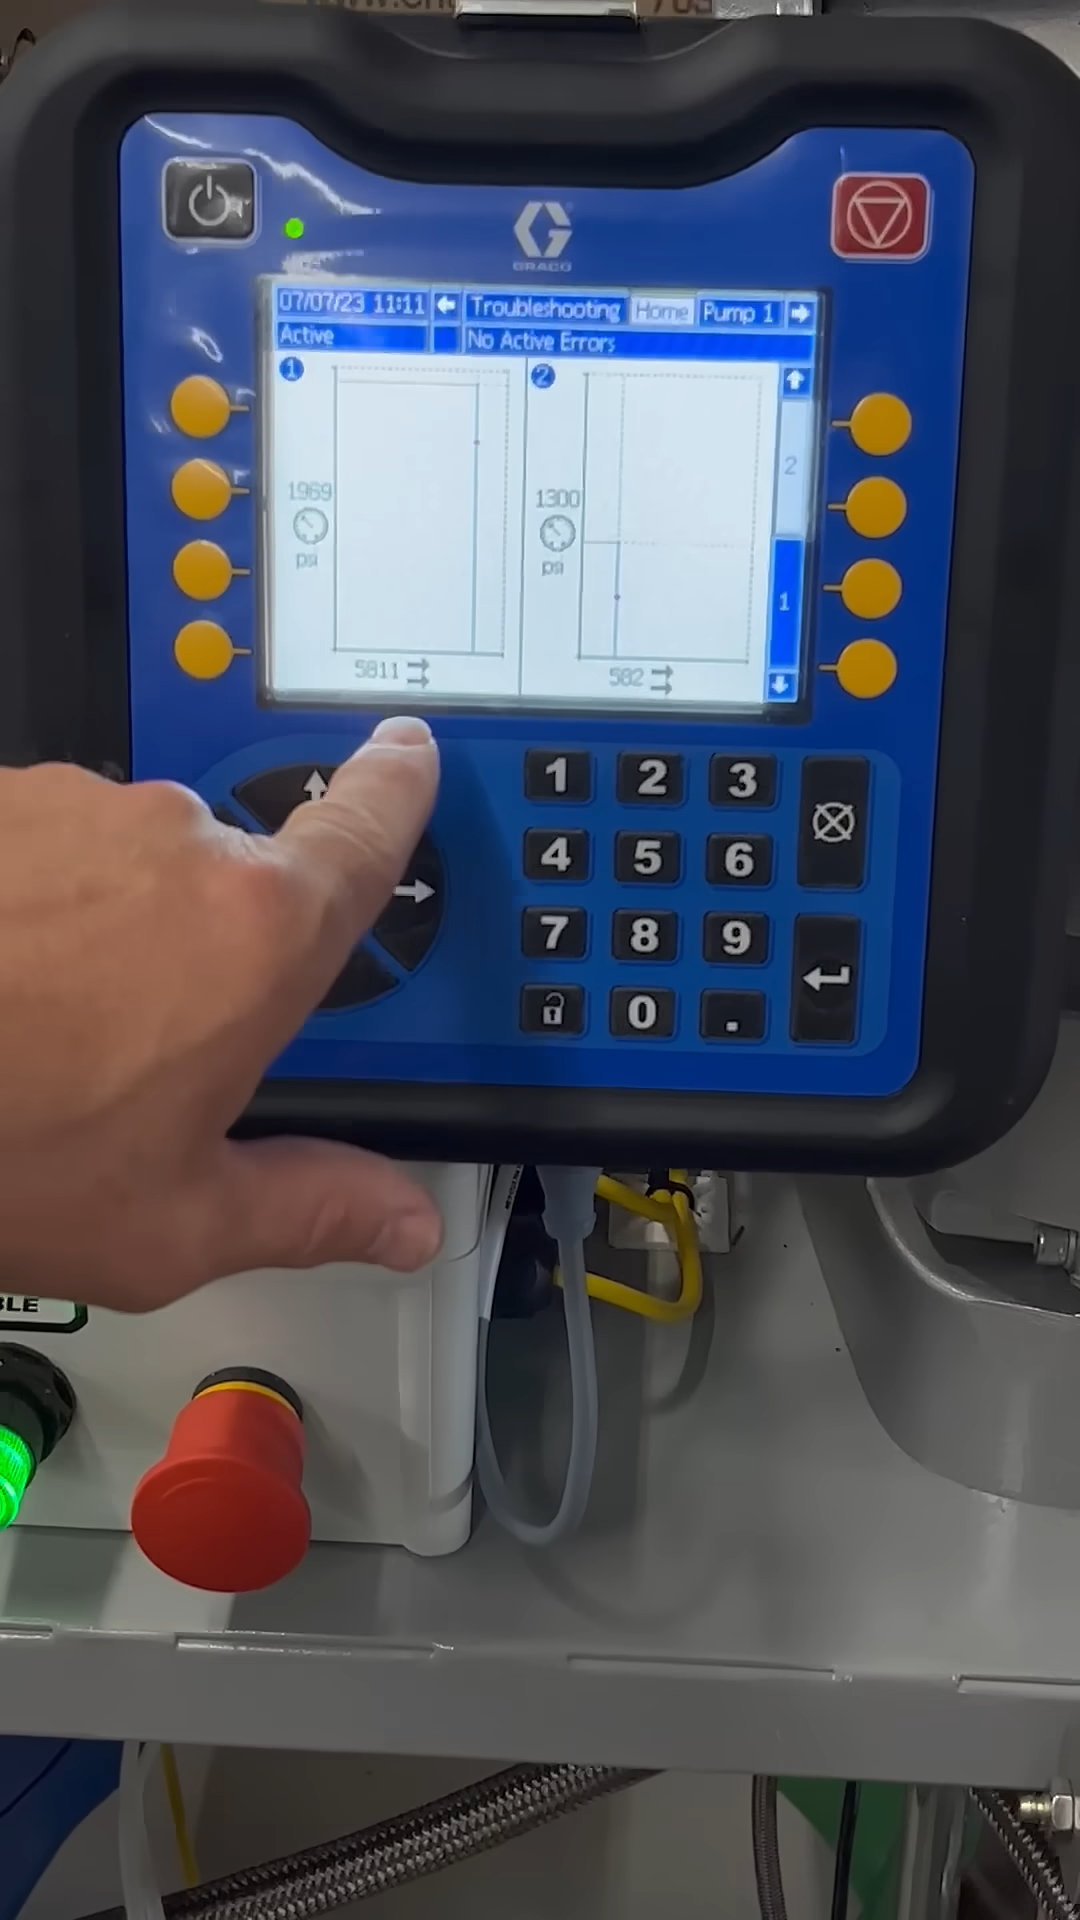 GRACO
07/07/23 11:11 Troubleshooting Home Pump 1
Active No Active Errors
1 2
2
1969 1300
psi psi
1
5811 582
1 2 3
4 5 6
7 8 9
0 .
BLE